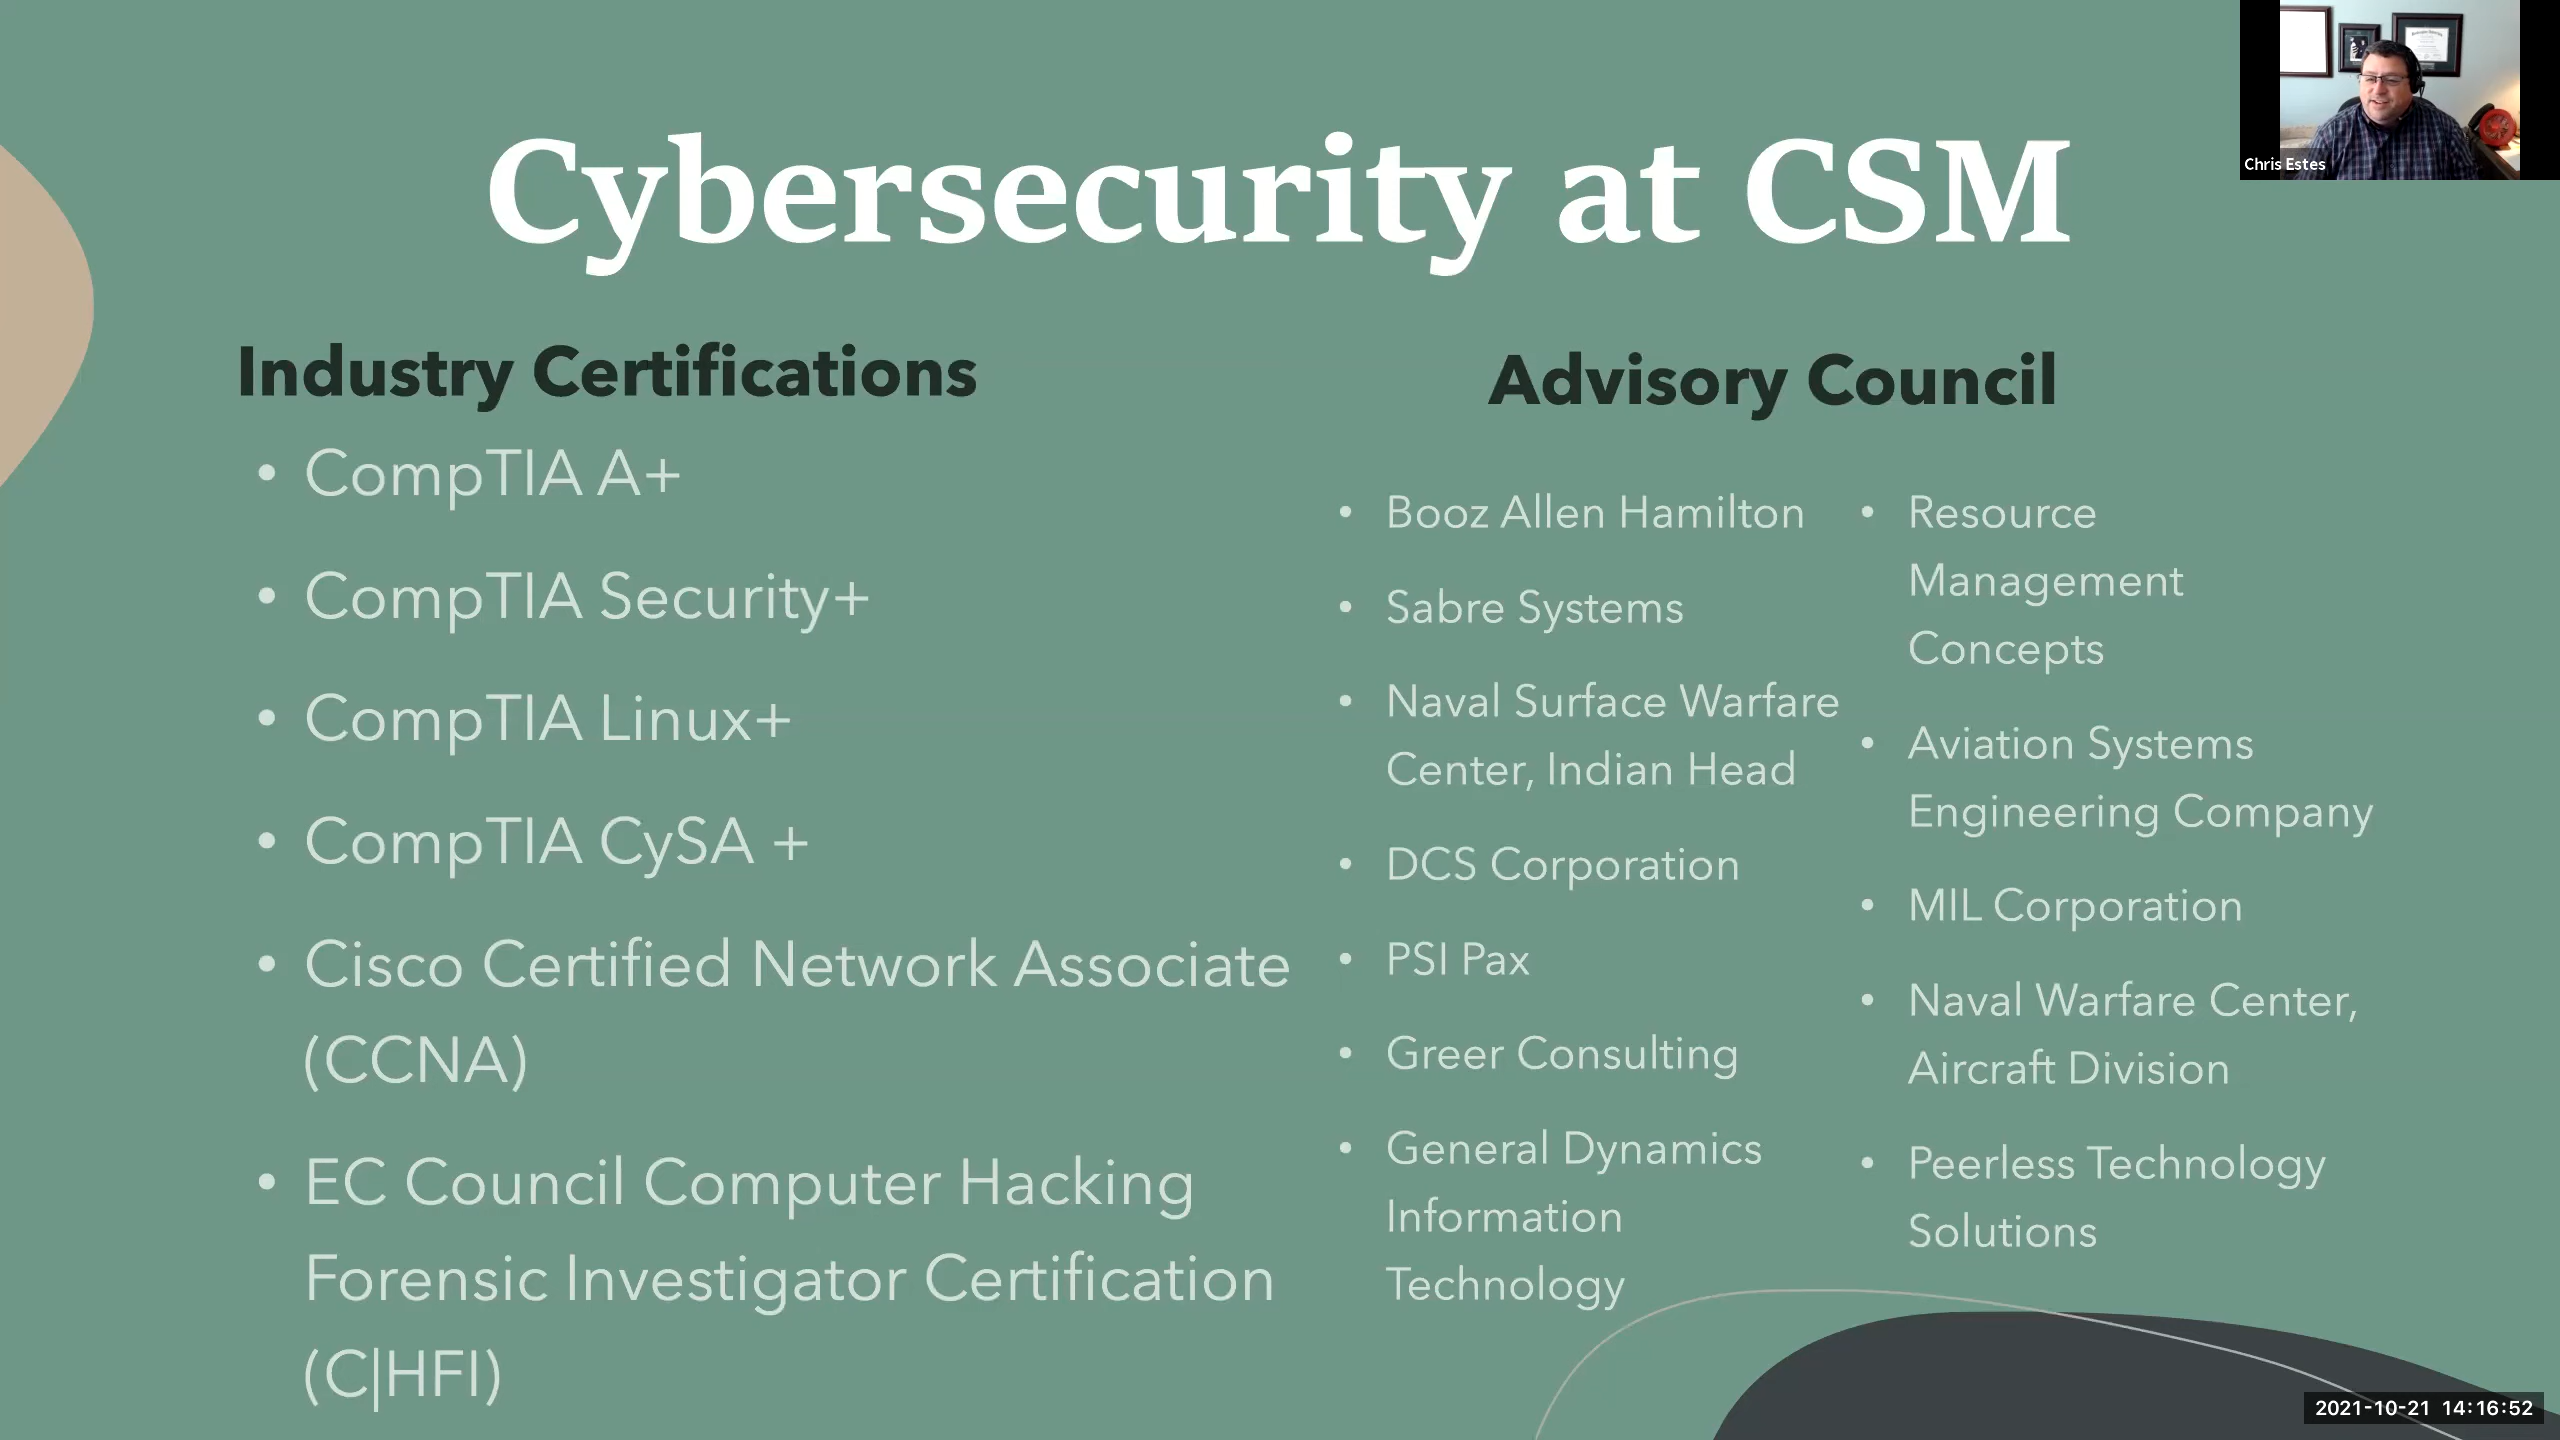 Cybersecurity at CSM
Chris Estes
Industry Certifications
• CompTIA A+
• CompTIA Security+
• CompTIA Linux+
• CompTIA CySA +
• Cisco Certified Network Associate
(CCNA)
• EC Council Computer Hacking
Forensic Investigator Certification
(C|HFI)
Advisory Council
• Booz Allen Hamilton
• Sabre Systems
• Naval Surface Warfare
Center, Indian Head
• DCS Corporation
• PSI Pax
• Greer Consulting
• General Dynamics
Information
Technology
• Resource
Management
Concepts
• Aviation Systems
Engineering Company
• MIL Corporation
• Naval Warfare Center,
Aircraft Division
• Peerless Technology
Solutions
2021-10-21 14:16:52